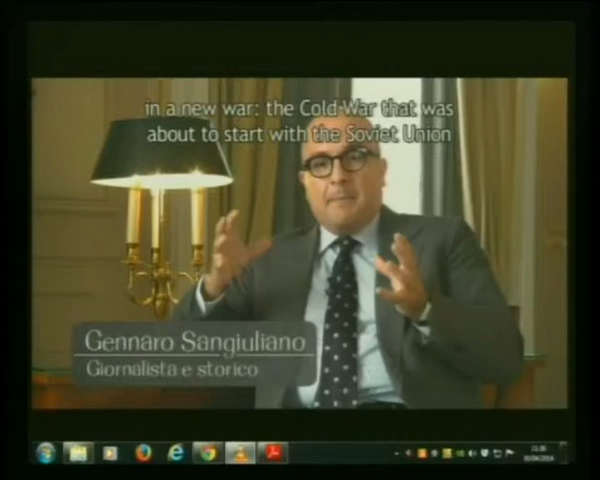 in a new war: the Cold War that was
about to start with the Soviet Union
Gennaro Sangiuliano
Giornalista e storico